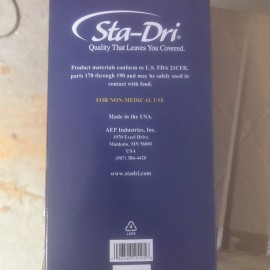 Sta-Dri®
Quality That Leaves You Covered.
Product materials conform to U.S. FDA 21CFR,
parts 170 through 190 and may be safely used in
contact with food.
FOR NON-MEDICAL USE
Made in the USA.
AEP Industries, Inc.
1970 Excel Drive
Mankato, MN 56001
USA
(507) 386-4420
www.stadri.com